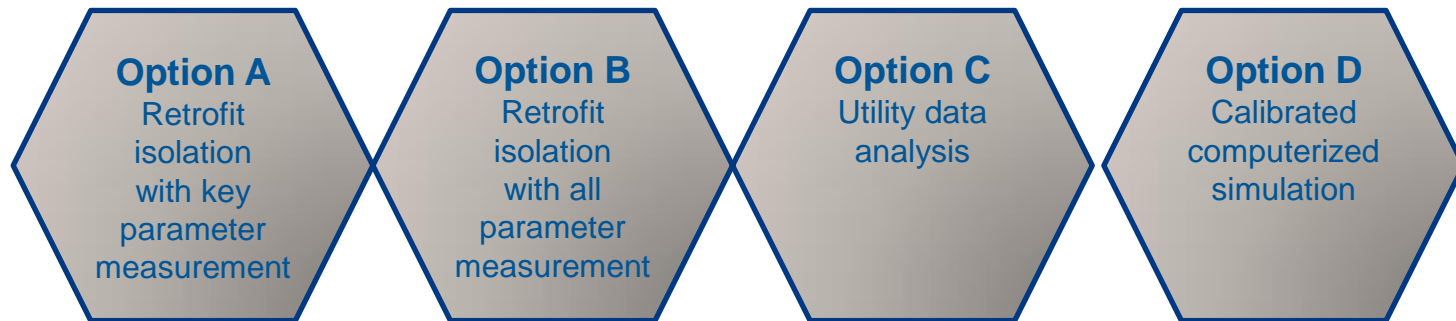 Option A
Retrofit
isolation
with key
parameter
measurement
Option B
Retrofit
isolation
with all
parameter
measurement
Option C
Utility data
analysis
Option D
Calibrated
computerized
simulation